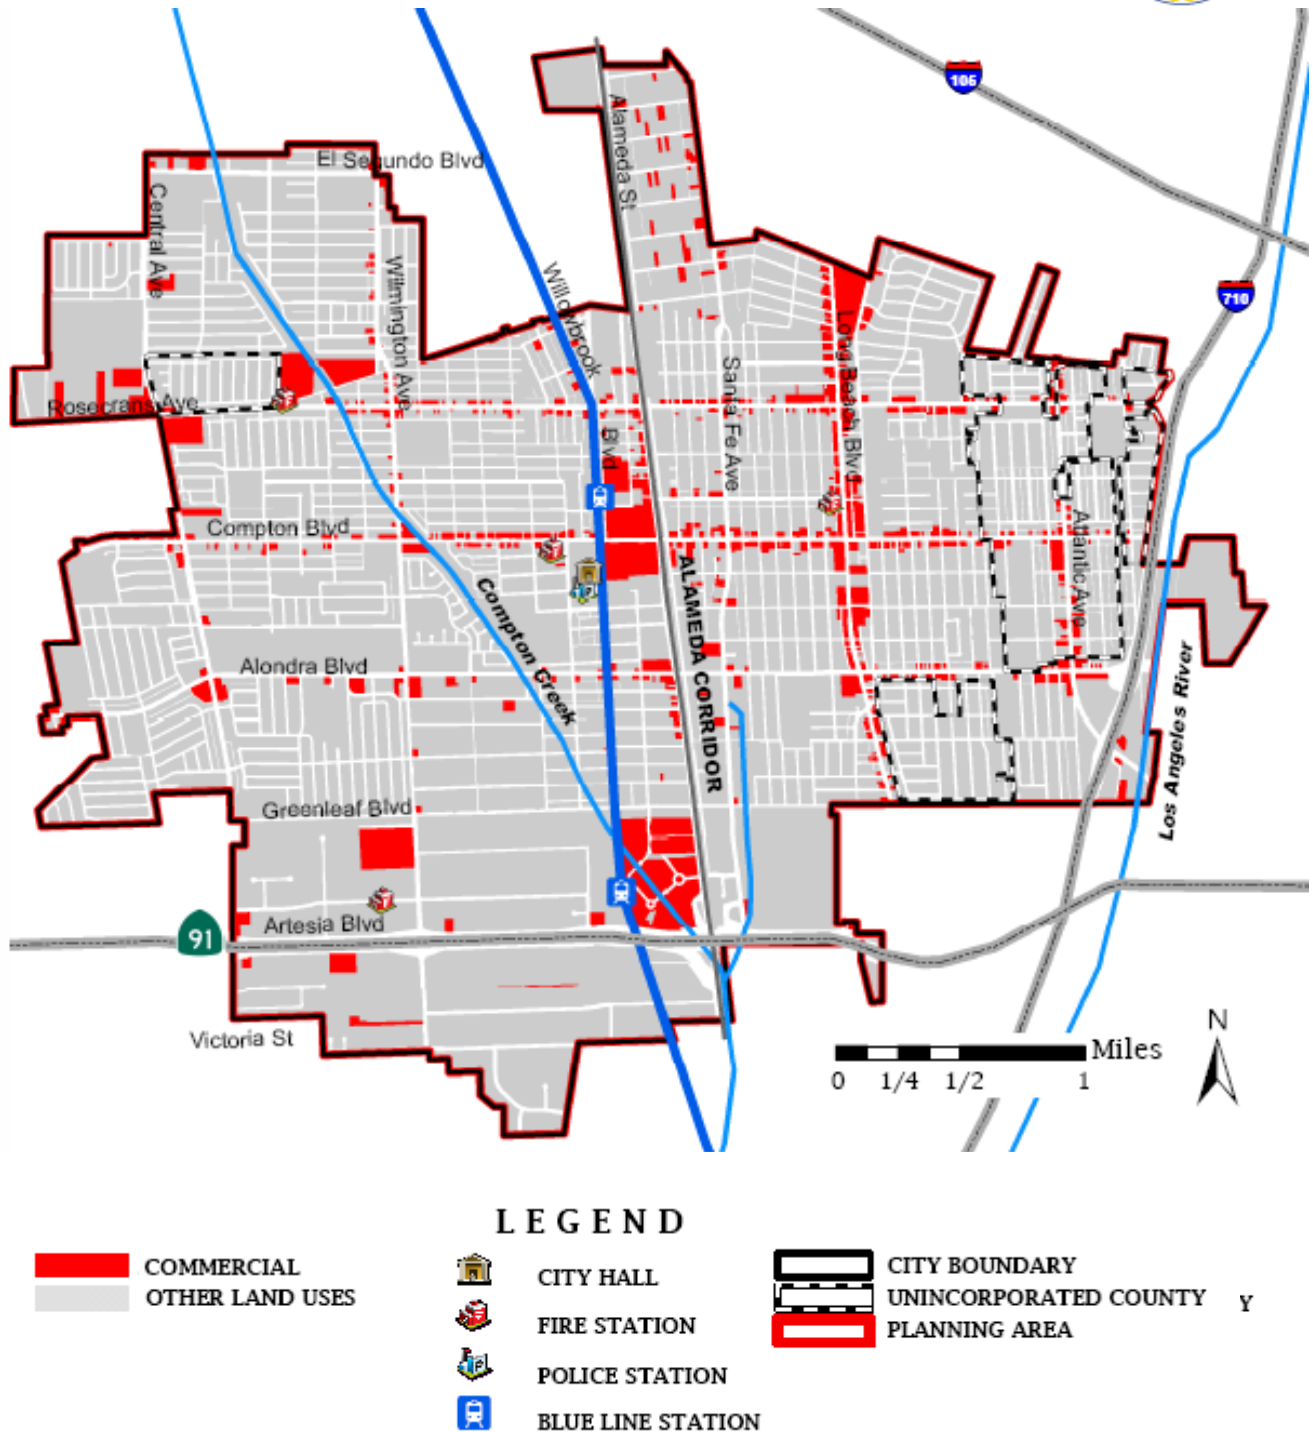 105
Alameda St
El Segundo Blvd
Central Ave
Wilmington Ave
Willowbrook
Blvd
710
Long Beach Blvd
Santa Fe Ave
Rosecrans Ave
Compton Blvd
Atlantic Ave
Compton Creek
ALAMEDA CORRIDOR
Alondra Blvd
Los Angeles River
Greenleaf Blvd
Artesia Blvd
91
Victoria St
N
Miles
0 1/4 1/2 1
LEGEND
COMMERCIAL
OTHER LAND USES
CITY HALL
FIRE STATION
POLICE STATION
BLUE LINE STATION
CITY BOUNDARY
UNINCORPORATED COUNTY Y
PLANNING AREA